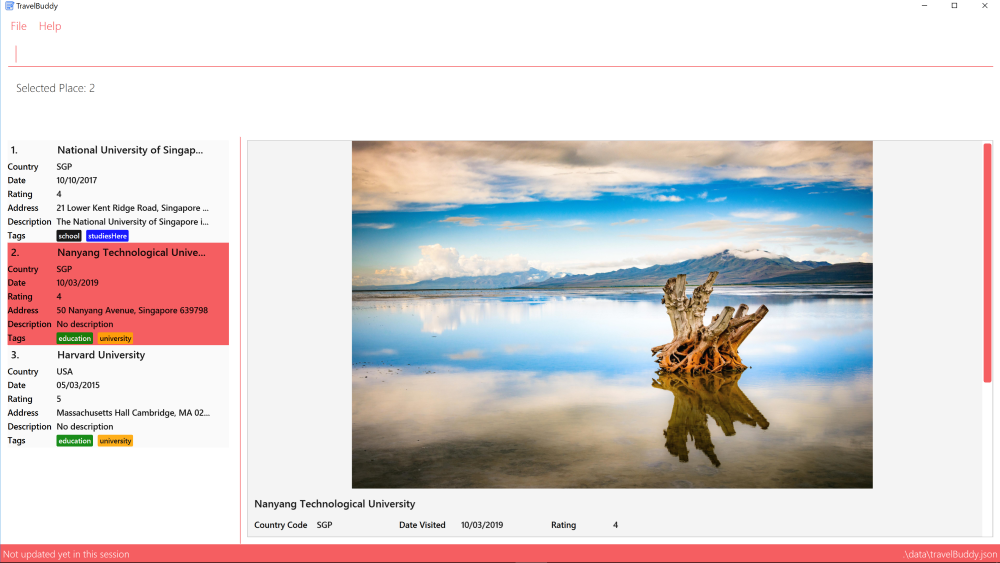 TravelBuddy
File Help
Selected Place: 2
1. National University of Singap...
Country SGP
Date 10/10/2017
Rating 4
Address 21 Lower Kent Ridge Road, Singapore ...
Description The National University of Singapore i...
Tags school studiesHere
2. Nanyang Technological Unive...
Country SGP
Date 10/03/2019
Rating 4
Address 50 Nanyang Avenue, Singapore 639798
Description No description
Tags education university
3. Harvard University
Country USA
Date 05/03/2015
Rating 5
Address Massachusetts Hall Cambridge, MA 02...
Description No description
Tags education university
Nanyang Technological University
Country Code SGP Date Visited 10/03/2019 Rating 4
Not updated yet in this session .\data\travelBuddy.json